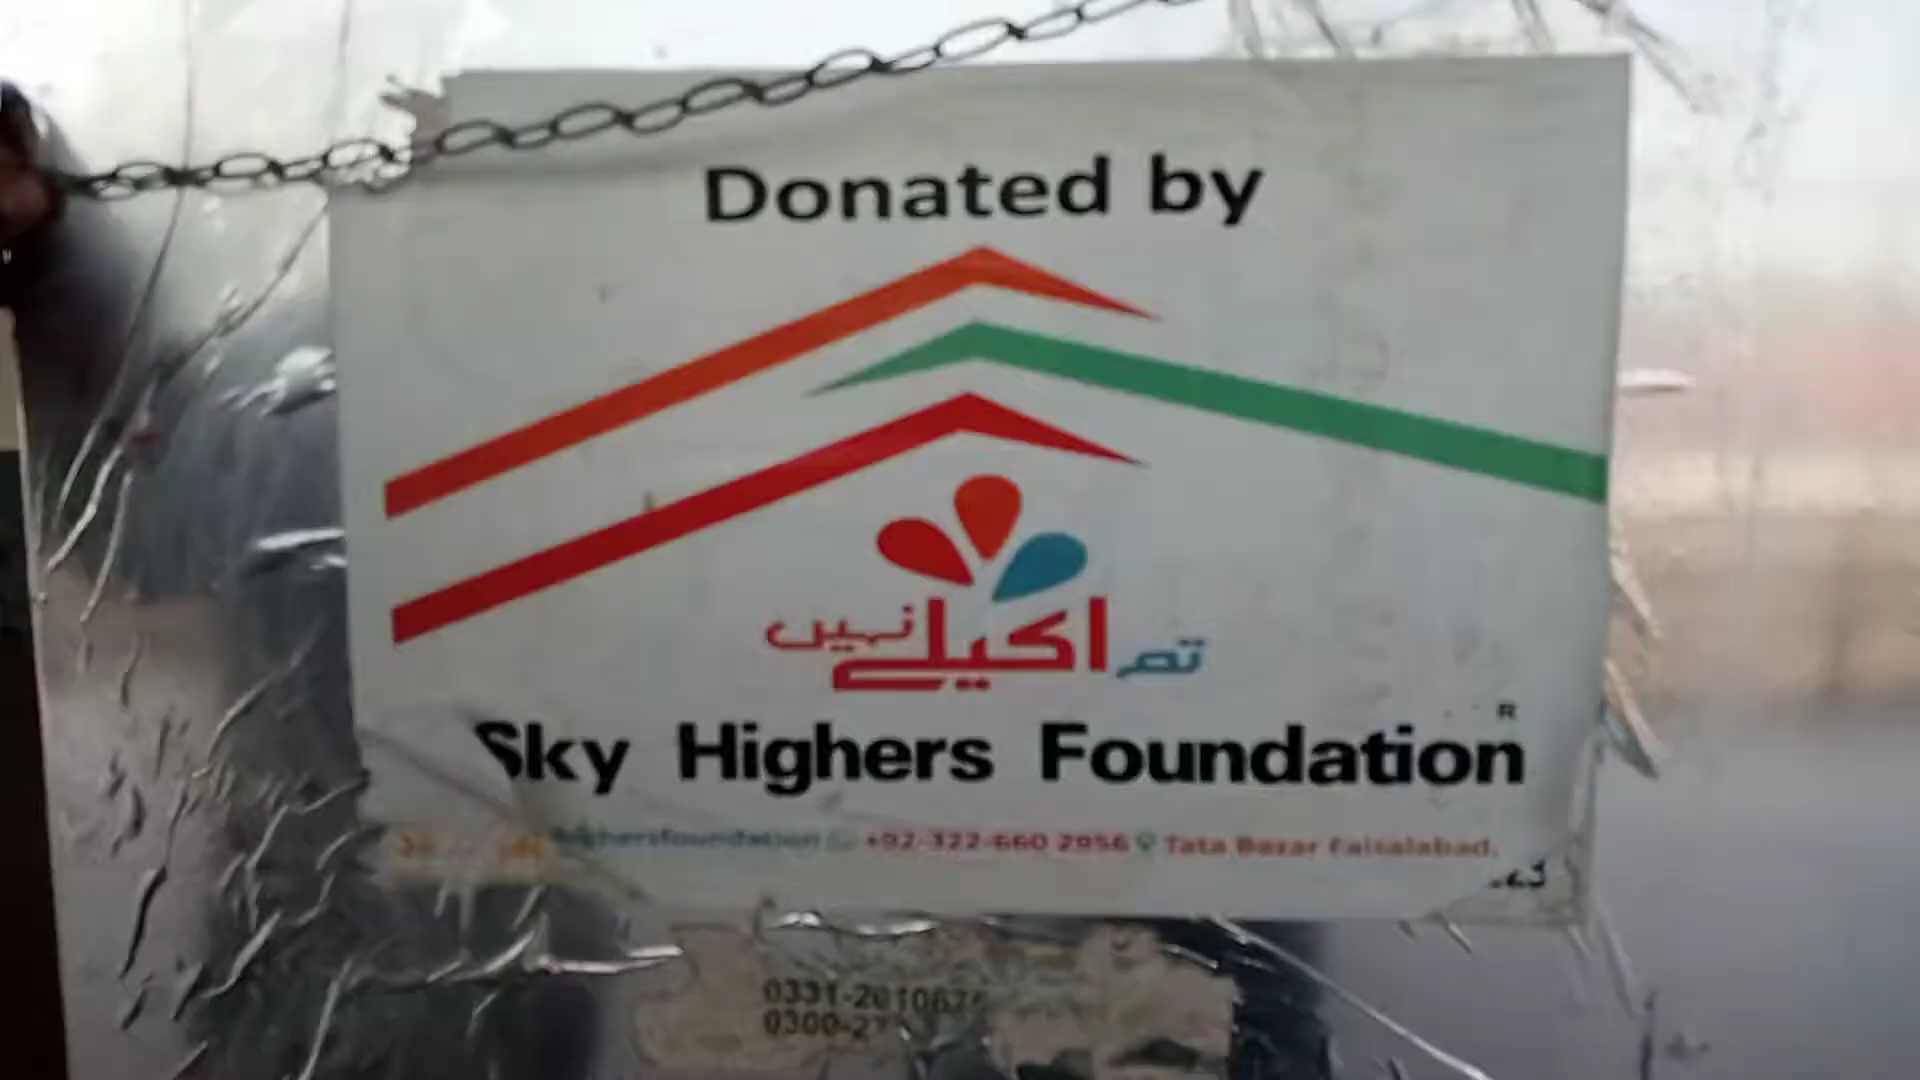 Donated by
تم اکیلے نہیں
R
Sky Highers Foundation
+92-322-660 2956 Tata Bazar Faisalabad.